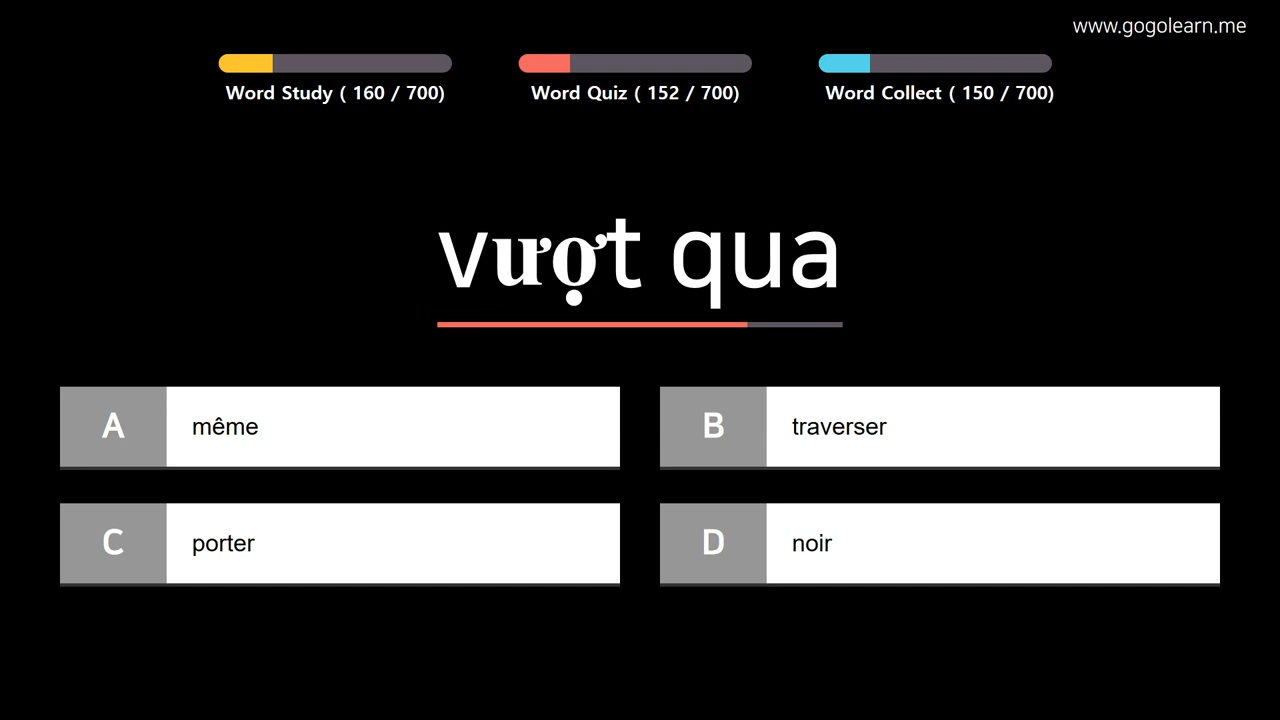 www.gogolearn.me
Word Study ( 160 / 700)
Word Quiz ( 152 / 700)
Word Collect ( 150 / 700)
vượt qua
A même
B traverser
C porter
D noir